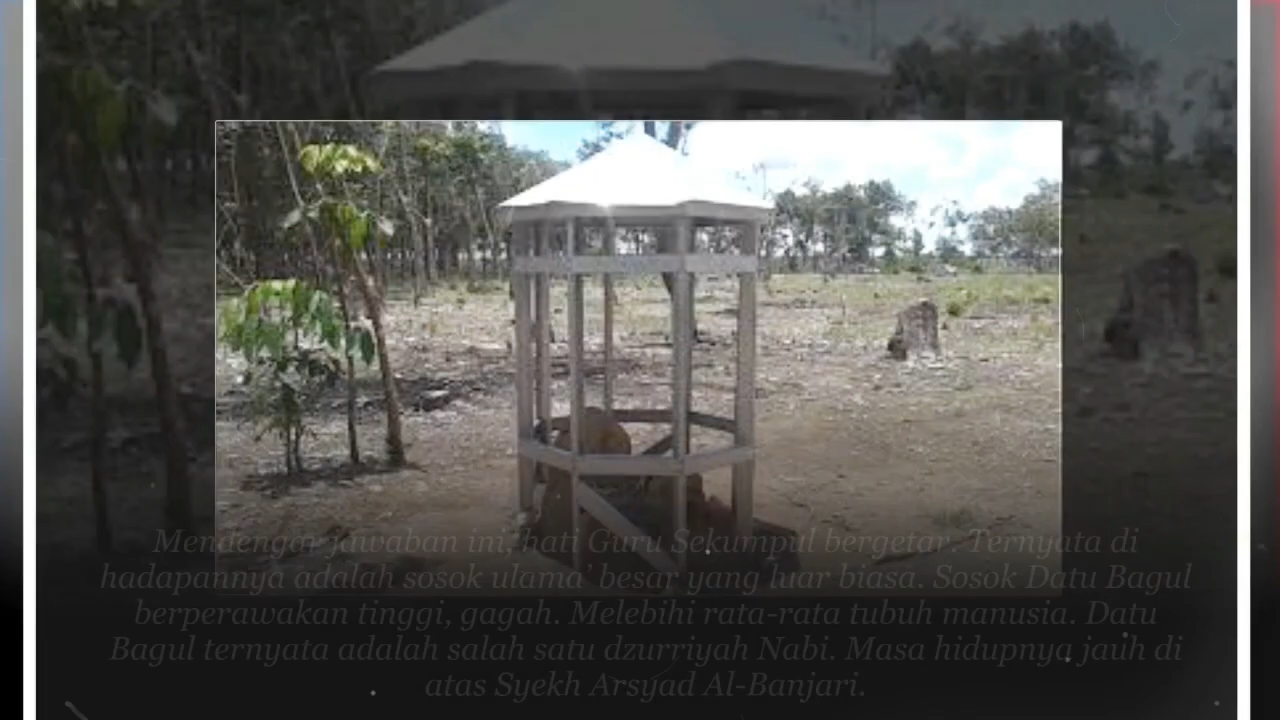 Mendengar jawaban ini, hati Guru Sekumpul bergetar. Ternyata di
hadapannya adalah sosok ulama' besar yang luar biasa. Sosok Datu Bagul
berperawakan tinggi, gagah. Melebihi rata-rata tubuh manusia. Datu
Bagul ternyata adalah salah satu dzurriyah Nabi. Masa hidupnya jauh di
atas Syekh Arsyad Al-Banjari.